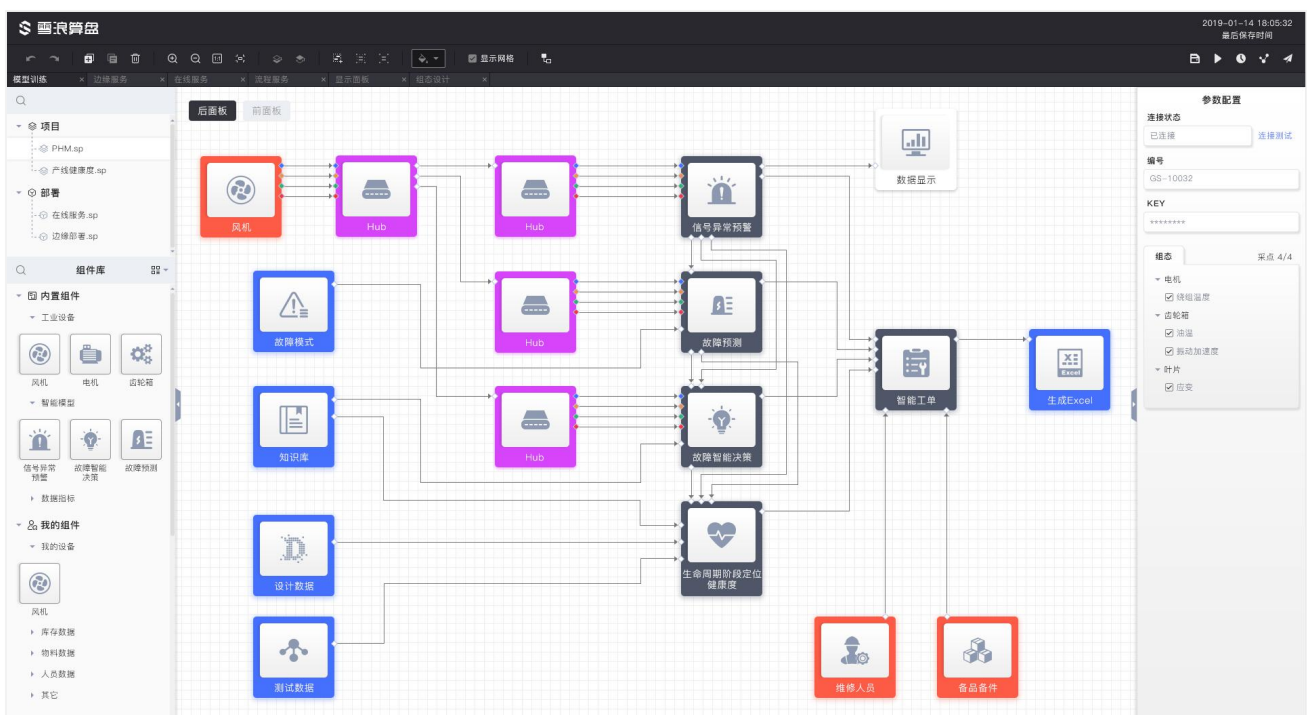 雪浪算盘
2019-01-14 18:05:32
最后保存时间
显示网格
模型训练 × 边缘服务 × 在线服务 × 流程服务 × 显示面板 × 组态设计 ×
项目
PHM.sp
产线健康度.sp
部署
在线服务.sp
边缘部署.sp
组件库
内置组件
工业设备
风机 电机 齿轮箱
智能模型
信号异常预警 故障智能决策 故障预测
数据指标
我的组件
我的设备
风机
库存数据
物料数据
人员数据
其它
后面板 前面板
风机
Hub
Hub
信号异常预警
数据显示
故障模式
Hub
故障预测
知识库
Hub
故障智能决策
智能工单
Excel
生成Excel
设计数据
生命周期阶段定位
健康度
测试数据
维修人员
备品备件
参数配置
连接状态
已连接 连接测试
编号
GS-10032
KEY
********
组态 采点 4/4
电机
绕组温度
齿轮箱
油温
振动加速度
叶片
应变